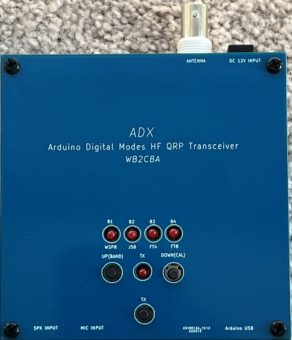 ANTENNA DC 12V INPUT
ADX
Arduino Digital Modes HF QRP Transceiver
WB2CBA
B1 B2 B3 B4
WSPR JS8 FT4 FT8
UP(BAND) TX DOWN(CAL)
TX
SPK INPUT MIC INPUT Arduino USB